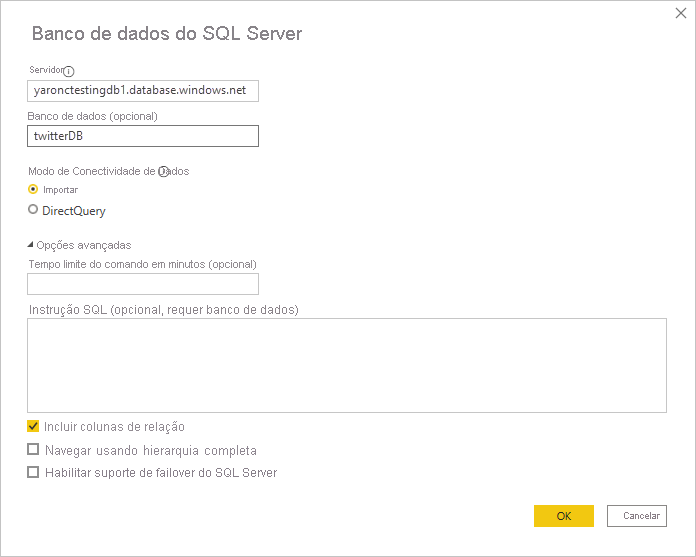 Banco de dados do SQL Server
Servidor
yaronctestingdb1.database.windows.net
Banco de dados (opcional)
twitterDB
Modo de Conectividade de Dados
Importar
DirectQuery
Opções avançadas
Tempo limite do comando em minutos (opcional)
Instrução SQL (opcional, requer banco de dados)
Incluir colunas de relação
Navegar usando hierarquia completa
Habilitar suporte de failover do SQL Server
OK
Cancelar